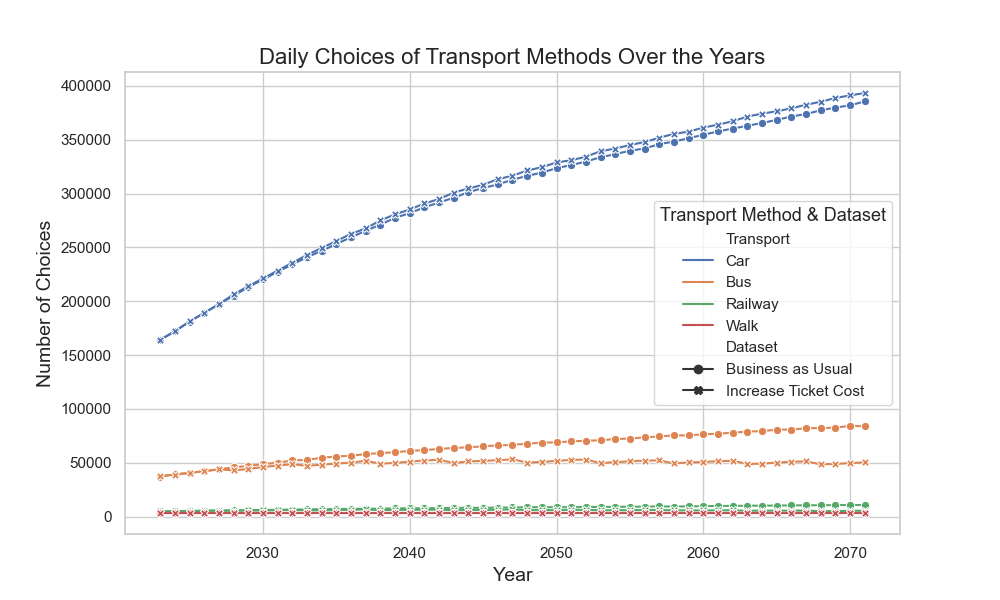 Daily Choices of Transport Methods Over the Years
400000
350000
300000
250000
200000
150000
100000
50000
0
Number of Choices
Transport Method & Dataset
Transport
Car
Bus
Railway
Walk
Dataset
Business as Usual
Increase Ticket Cost
2030 2040 2050 2060 2070
Year